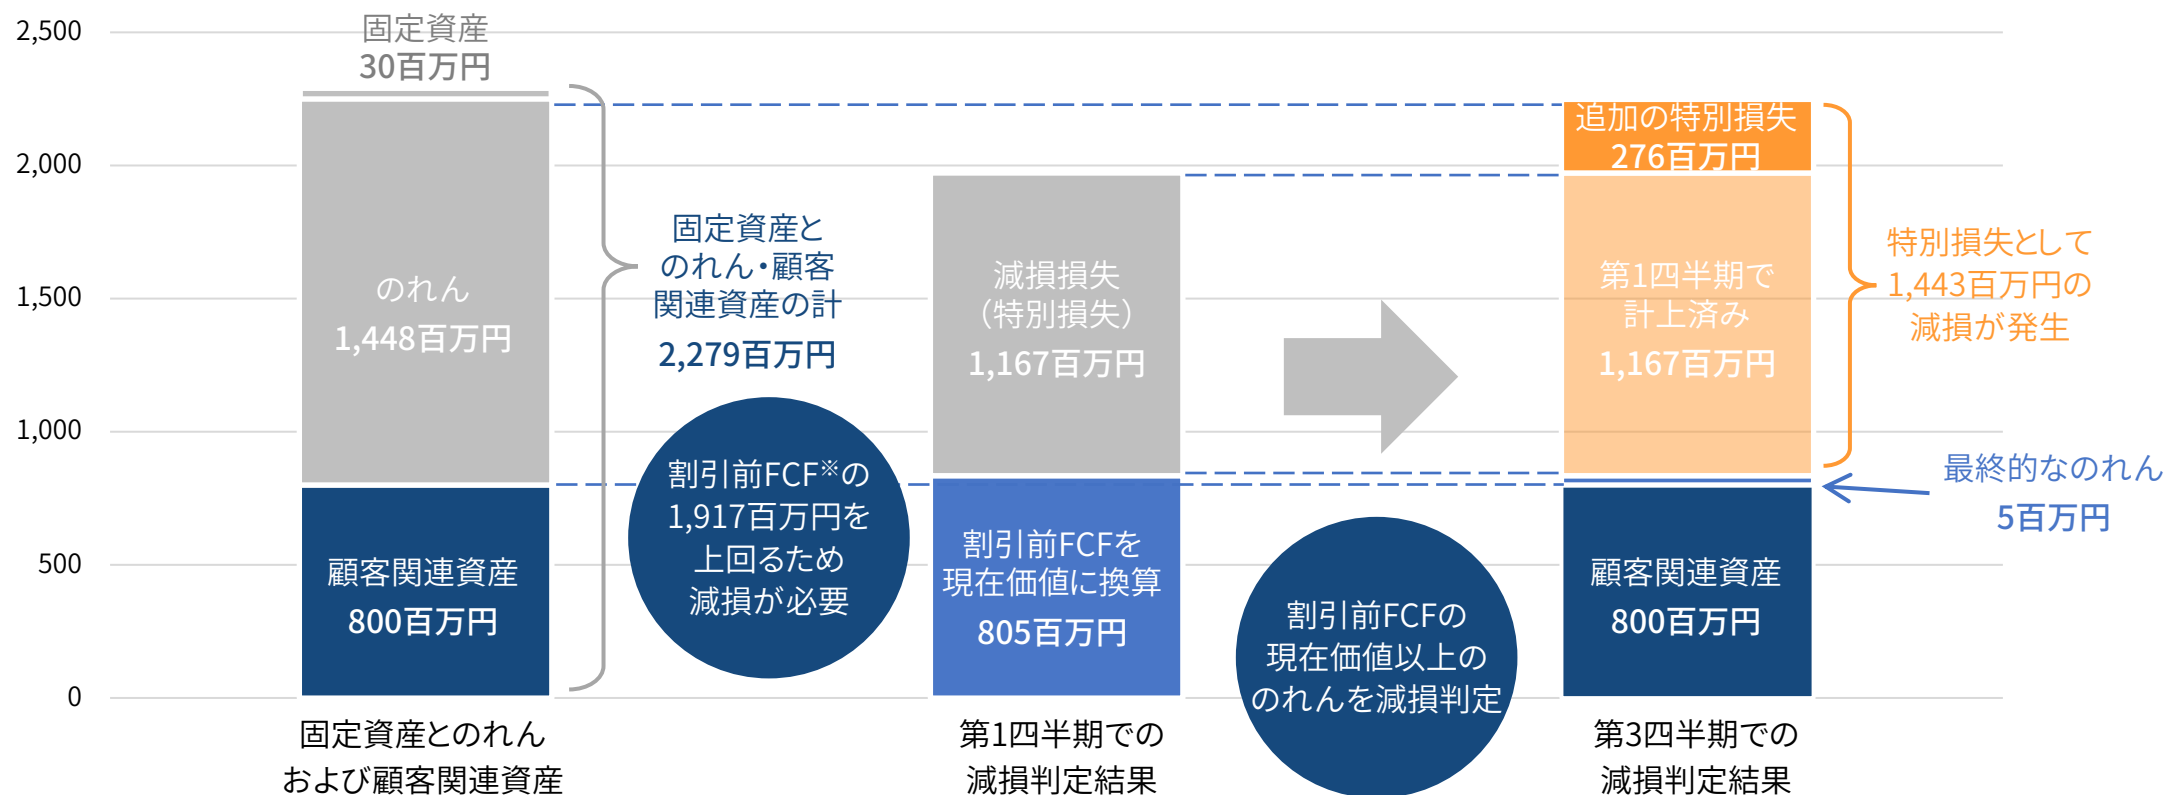 2,500
2,000
1,500
1,000
500
0
固定資産
30百万円
のれん
1,448百万円
顧客関連資産
800百万円
固定資産とのれん
および顧客関連資産
固定資産と
のれん・顧客
関連資産の計
2,279百万円
割引前FCF※の
1,917百万円を
上回るため
減損が必要
減損損失
（特別損失）
1,167百万円
割引前FCFを
現在価値に換算
805百万円
第1四半期での
減損判定結果
割引前FCFの
現在価値以上の
のれんを減損判定
追加の特別損失
276百万円
第1四半期で
計上済み
1,167百万円
顧客関連資産
800百万円
第3四半期での
減損判定結果
特別損失として
1,443百万円の
減損が発生
最終的なのれん
5百万円